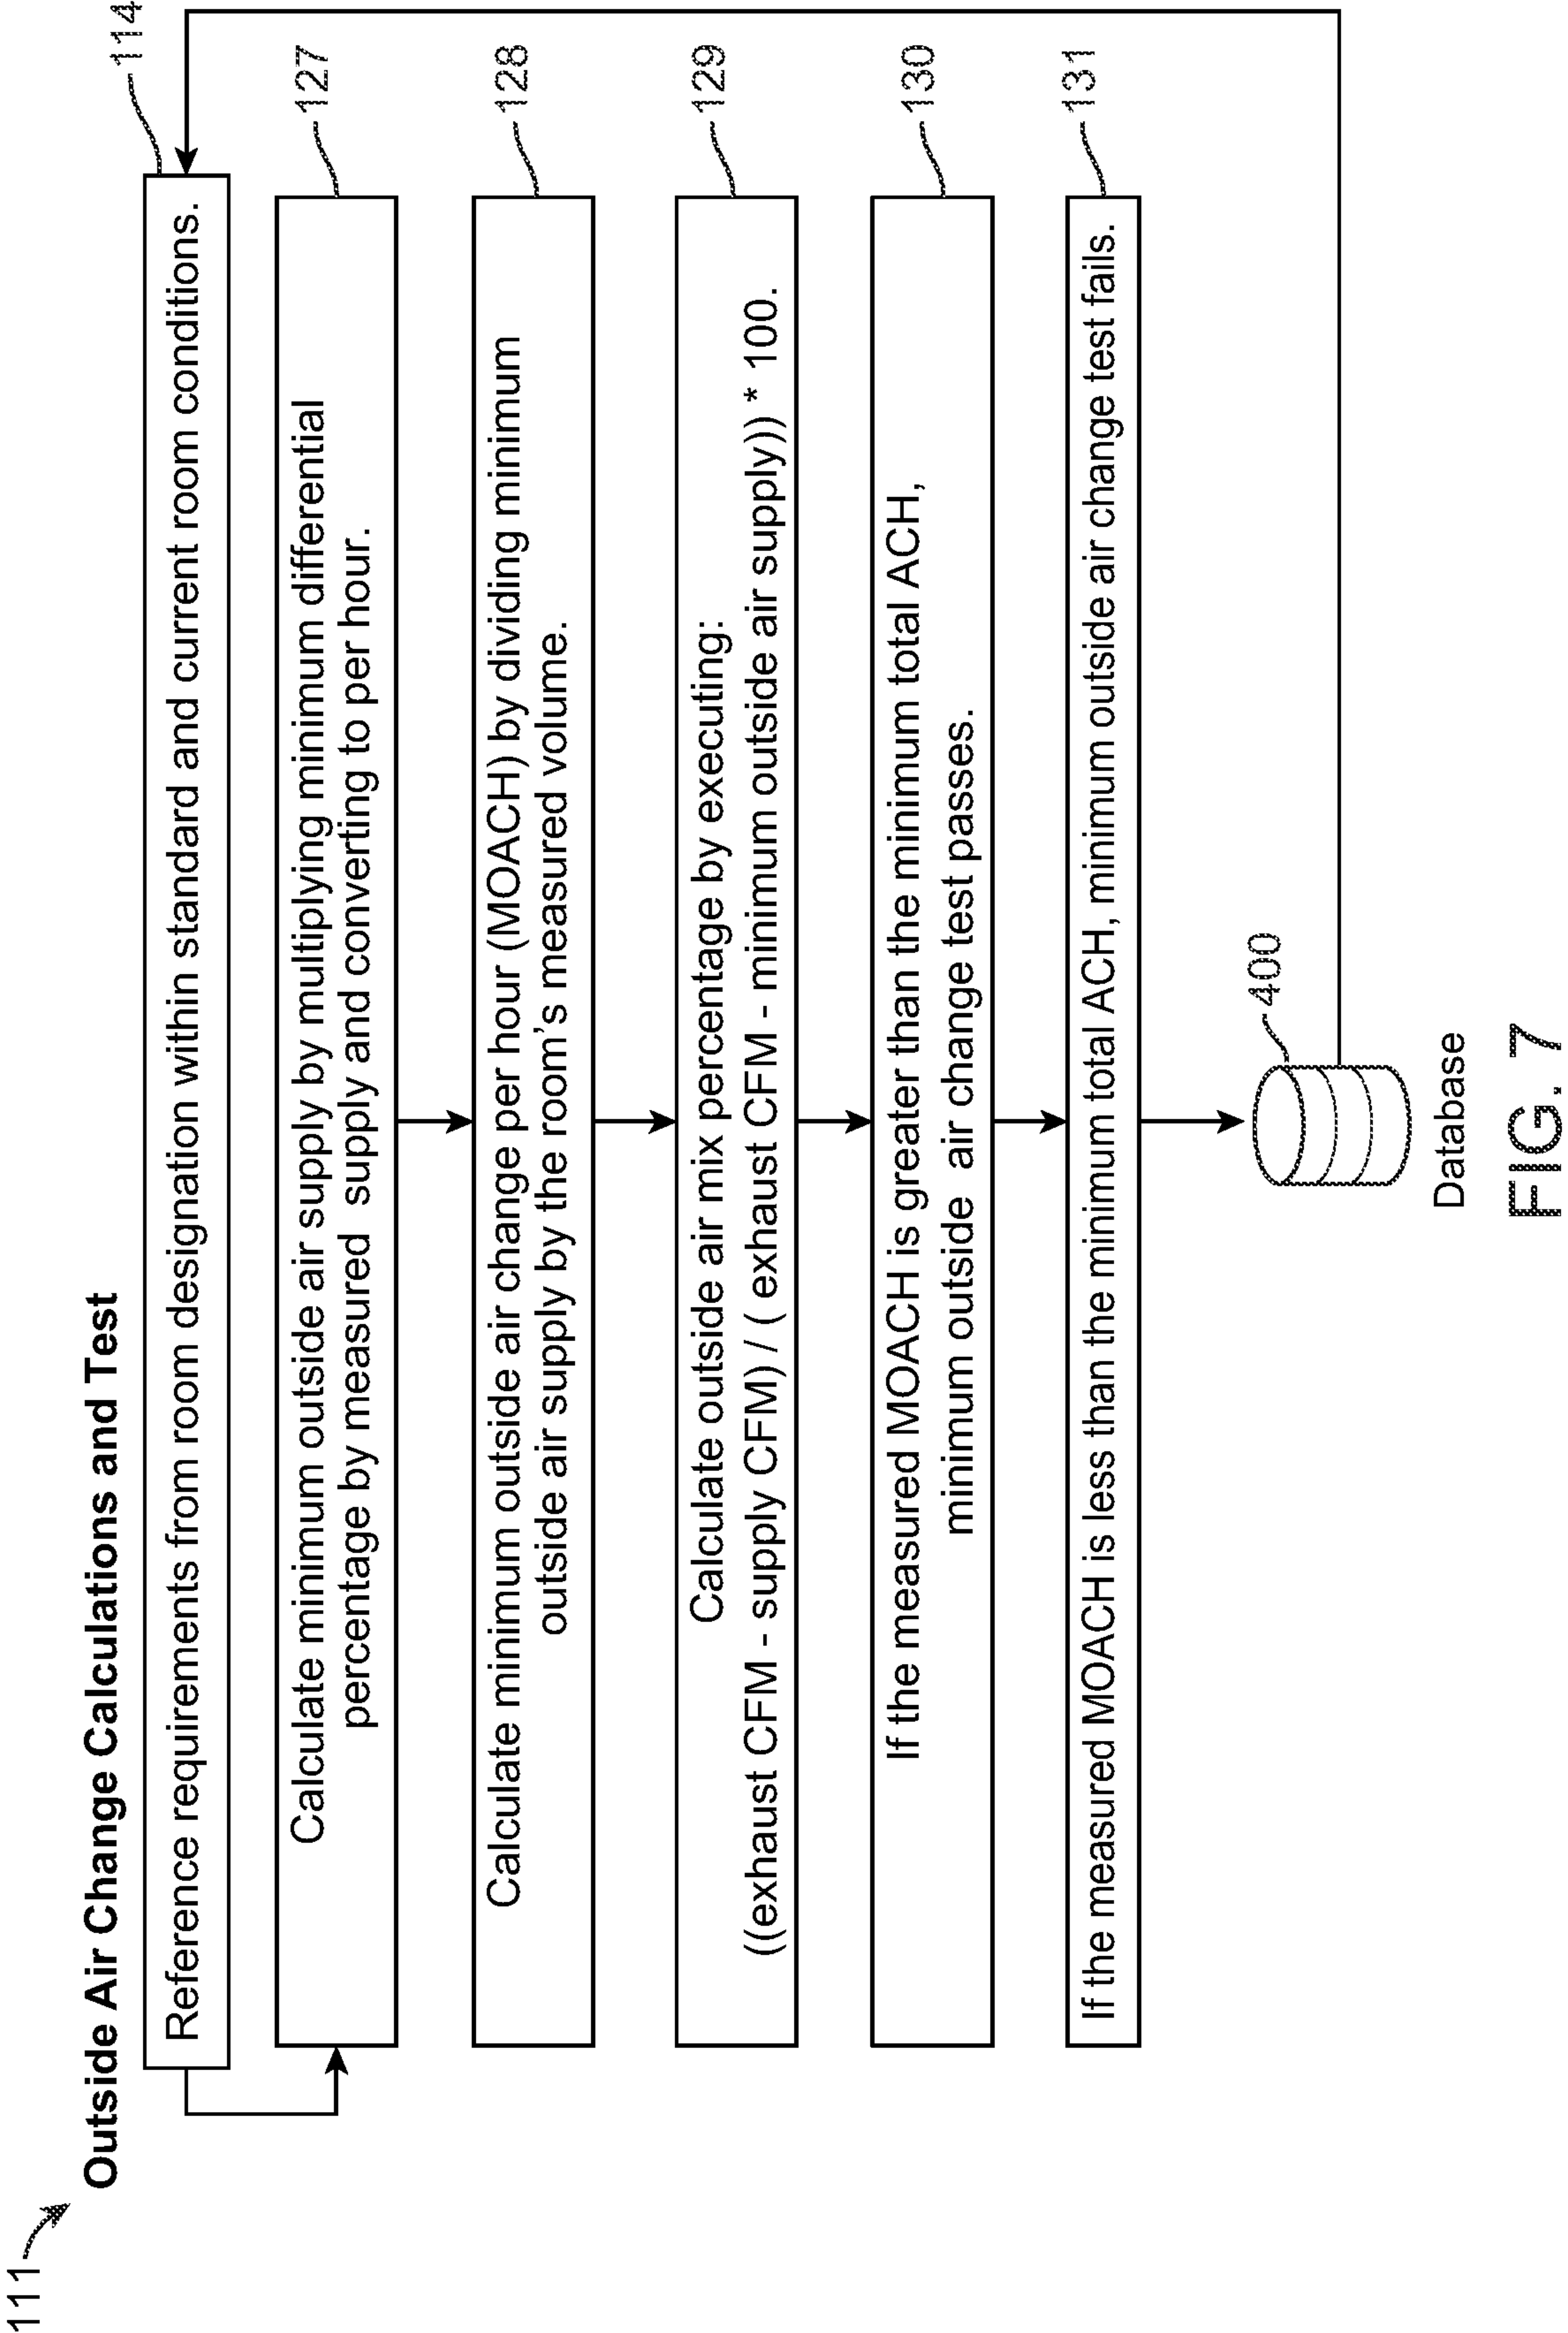 111
Outside Air Change Calculations and Test
114
Reference requirements from room designation within standard and current room conditions.
127
Calculate minimum outside air supply by multiplying minimum differential
percentage by measured supply and converting to per hour.
128
Calculate minimum outside air change per hour (MOACH) by dividing minimum
outside air supply by the room's measured volume.
129
Calculate outside air mix percentage by executing:
((exhaust CFM - supply CFM) / ( exhaust CFM - minimum outside air supply)) * 100.
130
If the measured MOACH is greater than the minimum total ACH,
minimum outside air change test passes.
131
If the measured MOACH is less than the minimum total ACH, minimum outside air change test fails.
400
Database
FIG. 7